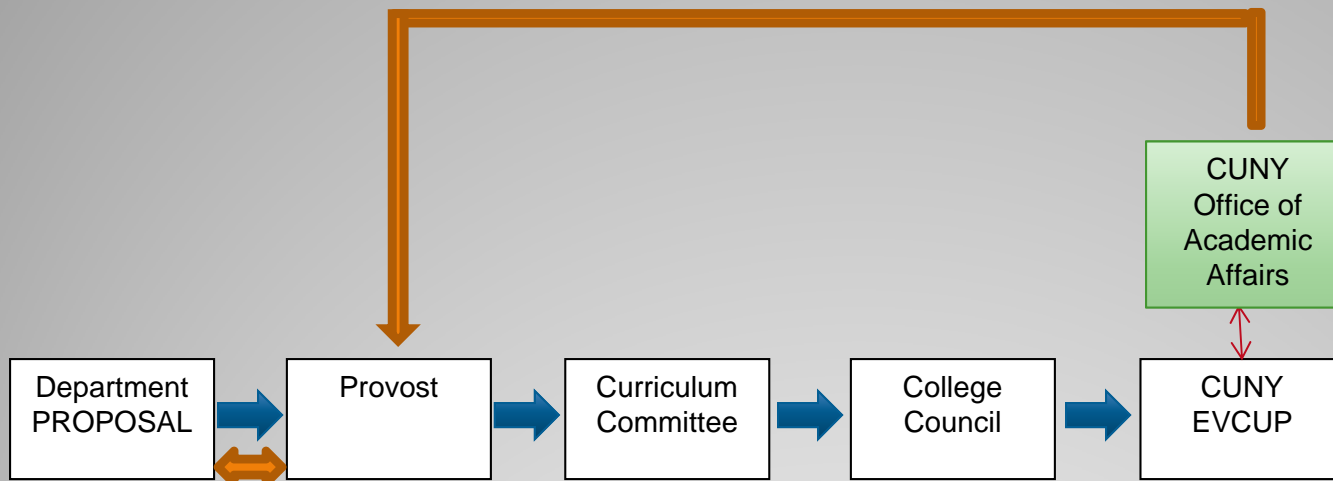 CUNY
Office of
Academic
Affairs
Department
PROPOSAL
Provost
Curriculum
Committee
College
Council
CUNY
EVCUP